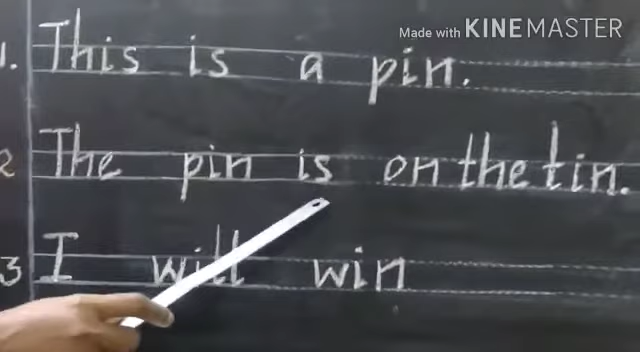 Made with KINEMASTER
1. This is a pin.
2 The pin is on the tin.
3 I will win